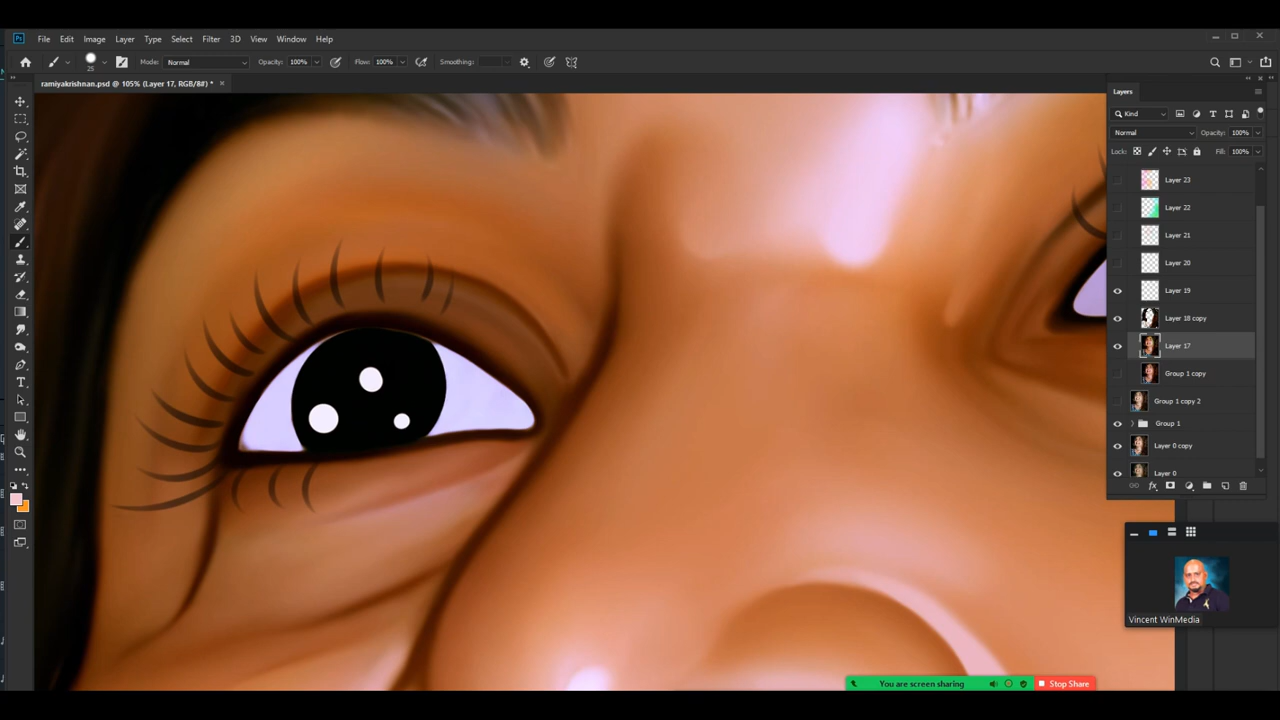 Ps File Edit Image Layer Type Select Filter 3D View Window Help
25 Mode: Normal Opacity: 100% Flow: 100% Smoothing:
ramiyakrishnan.psd @ 105% (Layer 17, RGB/8#) * ×
Layers
Kind
Normal Opacity: 100%
Lock: Fill: 100%
Layer 23
Layer 22
Layer 21
Layer 20
Layer 19
Layer 18 copy
Layer 17
Group 1 copy
Group 1 copy 2
Group 1
Layer 0 copy
Layer 0
fx
Vincent WinMedia
You are screen sharing Stop Share